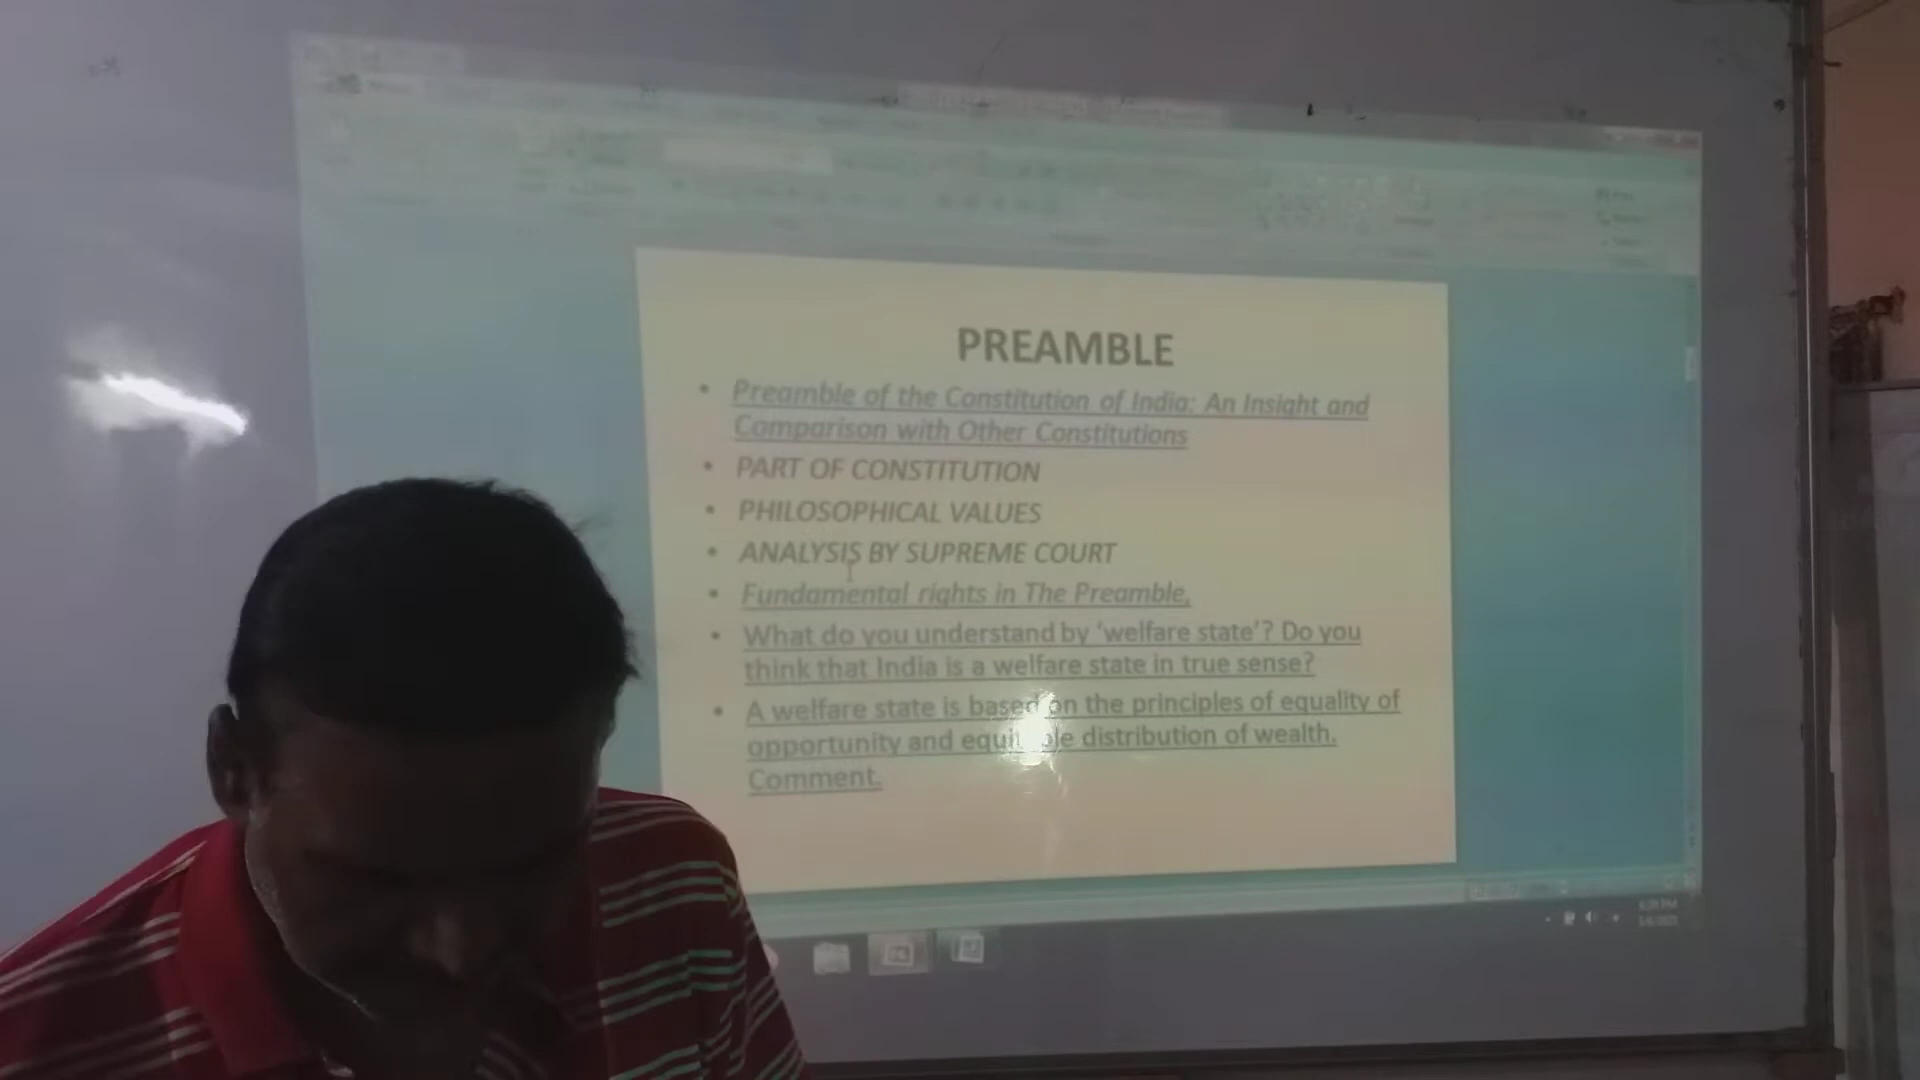 PREAMBLE
• Preamble of the Constitution of India: An Insight and
Comparison with Other Constitutions
• PART OF CONSTITUTION
• PHILOSOPHICAL VALUES
• ANALYSIS BY SUPREME COURT
• Fundamental rights in The Preamble,
• What do you understand by ‘welfare state’? Do you
think that India is a welfare state in true sense?
• A welfare state is based on the principles of equality of
opportunity and equitable distribution of wealth.
Comment.